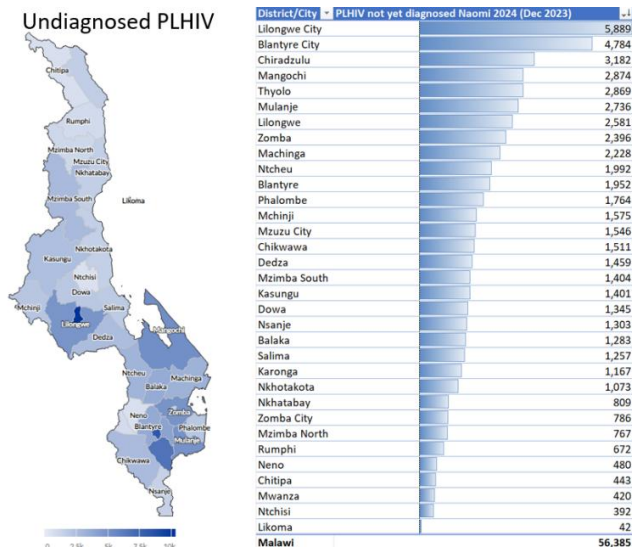 Undiagnosed PLHIV
Chitipa
Rumphi
Mzimba North
Mzuzu City
Nkhatabay
Mzimba South
Likoma
Nkhotakota
Kasungu
Ntchisi
Dowa
Mchinji
Salima
Lilongwe
Mangochi
Dedza
Ntcheu
Machinga
Balaka
Neno
Zomba
Blantyre
Phalombe
Mulanje
Chikwawa
Nsanje
0 2.5k 5k 7.5k 10k
District/City PLHIV not yet diagnosed Naomi 2024 (Dec 2023)
Lilongwe City 5,889
Blantyre City 4,784
Chiradzulu 3,182
Mangochi 2,874
Thyolo 2,869
Mulanje 2,736
Lilongwe 2,581
Zomba 2,396
Machinga 2,228
Ntcheu 1,992
Blantyre 1,952
Phalombe 1,764
Mchinji 1,575
Mzuzu City 1,546
Chikwawa 1,511
Dedza 1,459
Mzimba South 1,404
Kasungu 1,401
Dowa 1,345
Nsanje 1,303
Balaka 1,283
Salima 1,257
Karonga 1,167
Nkhotakota 1,073
Nkhatabay 809
Zomba City 786
Mzimba North 767
Rumphi 672
Neno 480
Chitipa 443
Mwanza 420
Ntchisi 392
Likoma 42
Malawi 56,385